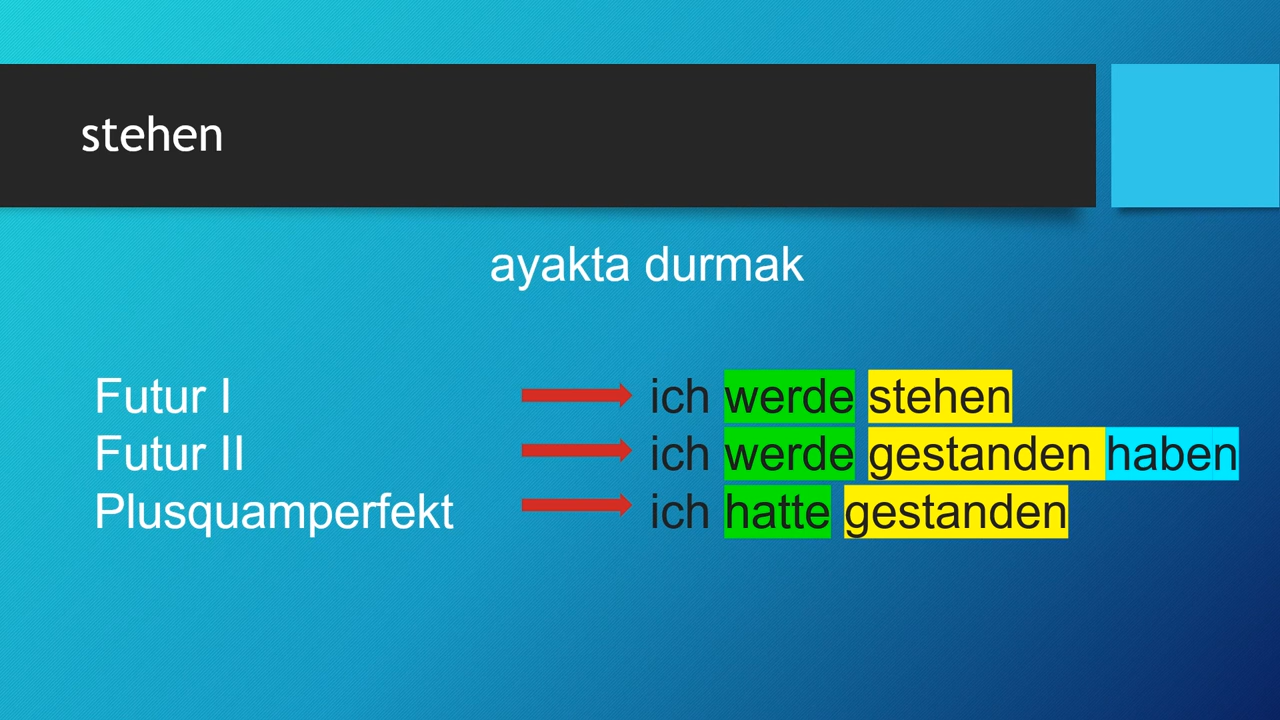 stehen
ayakta durmak
Futur I ich werde stehen
Futur II ich werde gestanden haben
Plusquamperfekt ich hatte gestanden